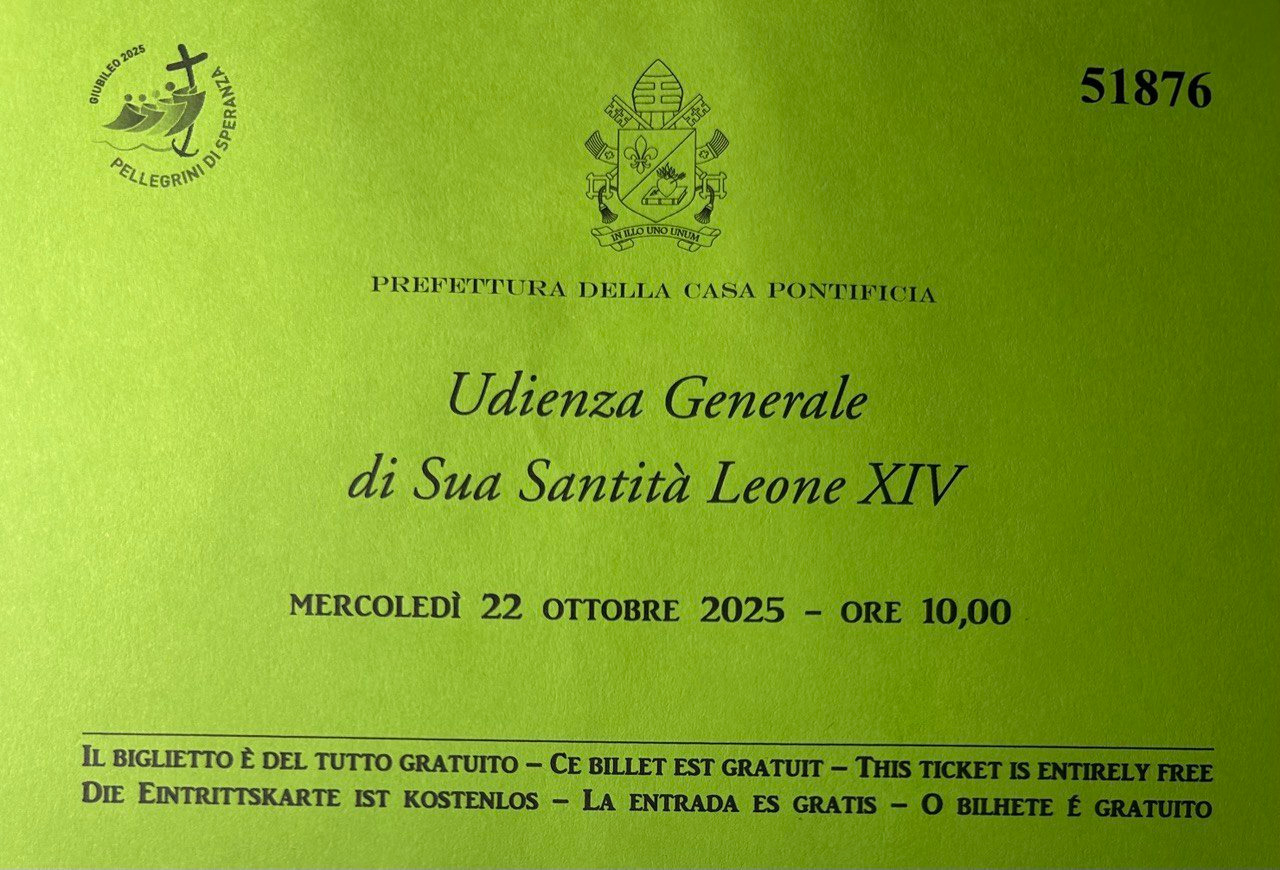 GIUBILEO 2025
PELLEGRINI DI SPERANZA
51876
IN ILLO UNO UNUM
PREFETTURA DELLA CASA PONTIFICIA
Udienza Generale
di Sua Santità Leone XIV
MERCOLEDÌ 22 OTTOBRE 2025 – ORE 10,00
IL BIGLIETTO È DEL TUTTO GRATUITO – CE BILLET EST GRATUIT – THIS TICKET IS ENTIRELY FREE
DIE EINTRITTSKARTE IST KOSTENLOS – LA ENTRADA ES GRATIS – O BILHETE É GRATUITO